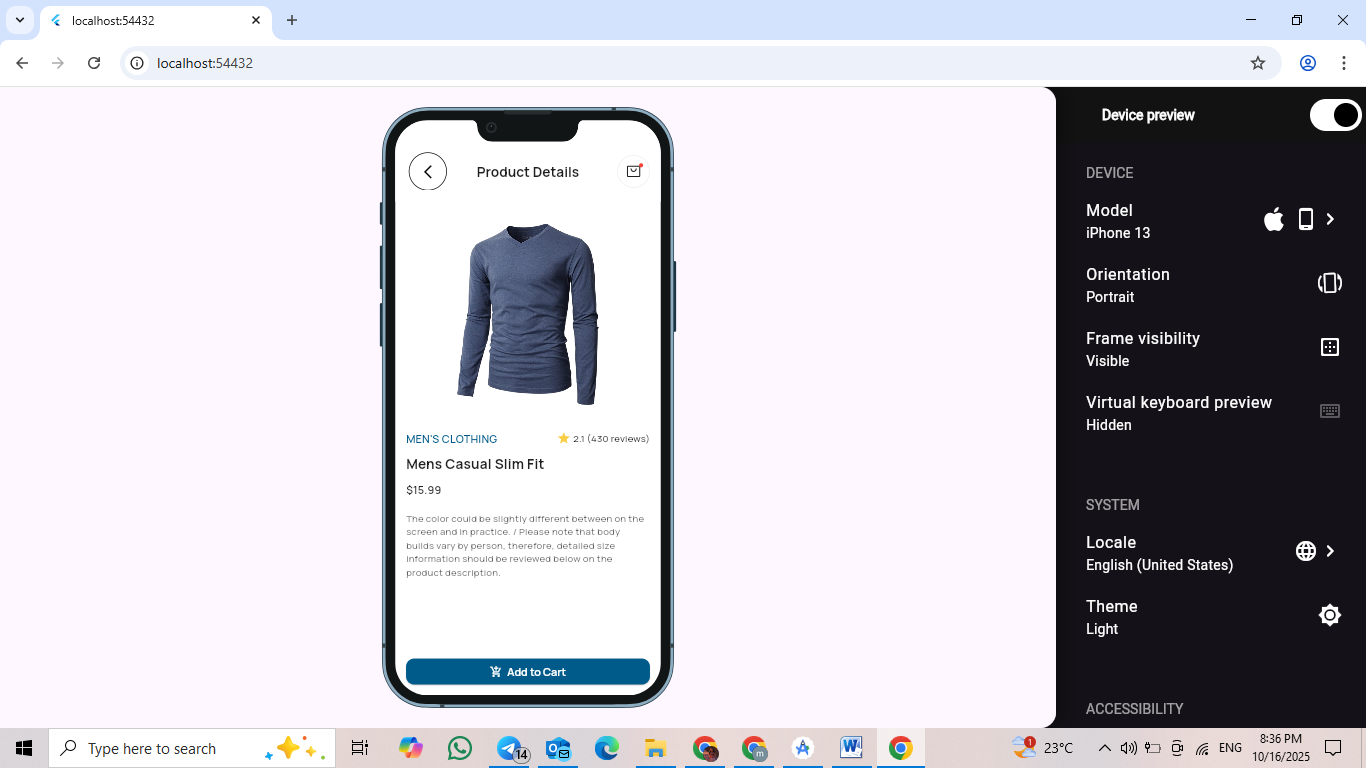 localhost:54432
localhost:54432
Product Details
MEN'S CLOTHING
2.1 (430 reviews)
Mens Casual Slim Fit
$15.99
The color could be slightly different between on the
screen and in practice. / Please note that body
builds vary by person, therefore, detailed size
information should be reviewed below on the
product description.
Add to Cart
Device preview
DEVICE
Model
iPhone 13
Orientation
Portrait
Frame visibility
Visible
Virtual keyboard preview
Hidden
SYSTEM
Locale
English (United States)
Theme
Light
ACCESSIBILITY
Type here to search
14
m
1
23°C
ENG
8:36 PM
10/16/2025